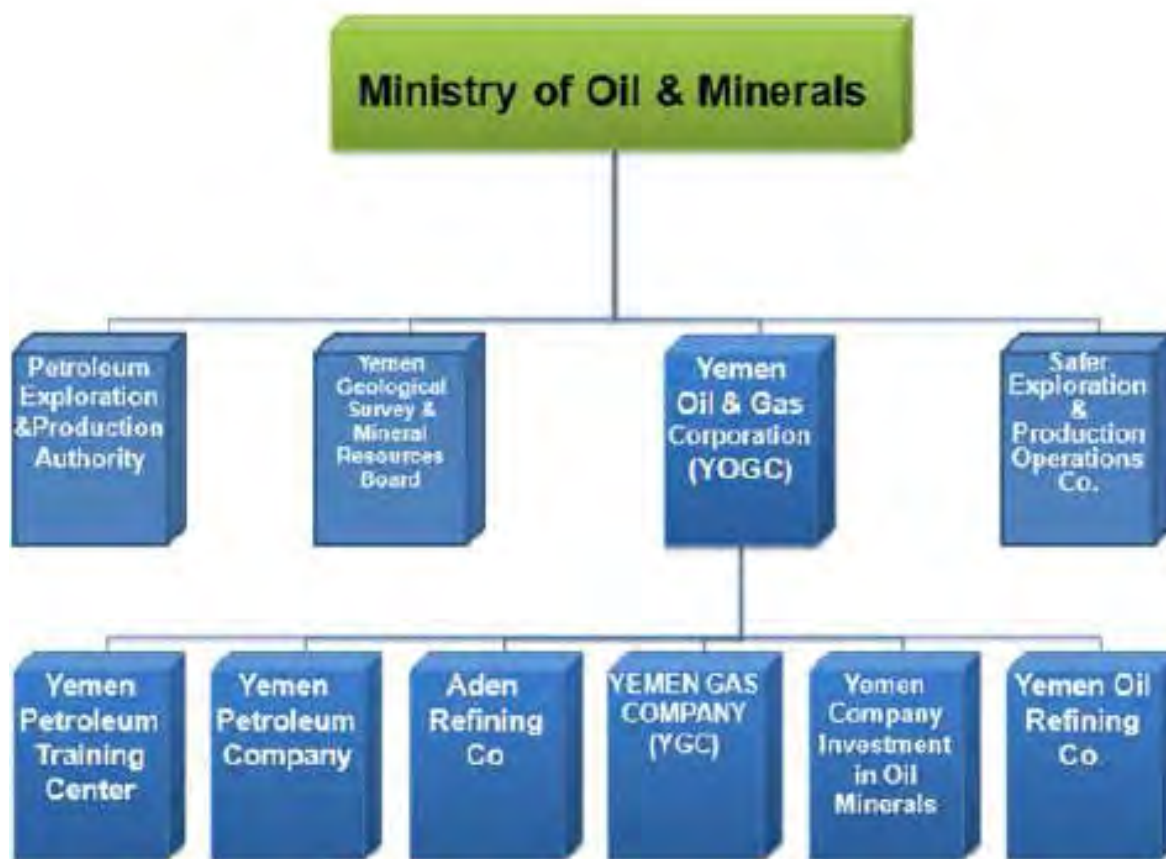 Ministry of Oil & Minerals
Petroleum
Exploration
&Production
Authority
Yemen
Geological
Survey &
Mineral
Resources
Board
Yemen
Oil & Gas
Corporation
(YOGC)
Safer
Exploration
&
Production
Operations
Co.
Yemen
Petroleum
Training
Center
Yemen
Petroleum
Company
Aden
Refining
Co
YEMEN GAS
COMPANY
(YGC)
Yemen
Company
Investment
in Oil
Minerals
Yemen Oil
Refining
Co